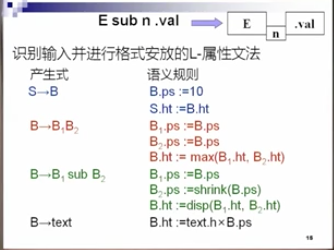 E sub n .val
E
.val
n
识别输入并进行格式安放的L-属性文法
产生式 语义规则
S→B B.ps :=10
S.ht :=B.ht
B→B₁B₂ B₁.ps :=B.ps
B₂.ps :=B.ps
B.ht := max(B₁.ht, B₂.ht)
B→B₁ sub B₂ B₁.ps :=B.ps
B₂.ps :=shrink(B.ps)
B.ht :=disp(B₁.ht, B₂.ht)
B→text B.ht :=text.h×B.ps